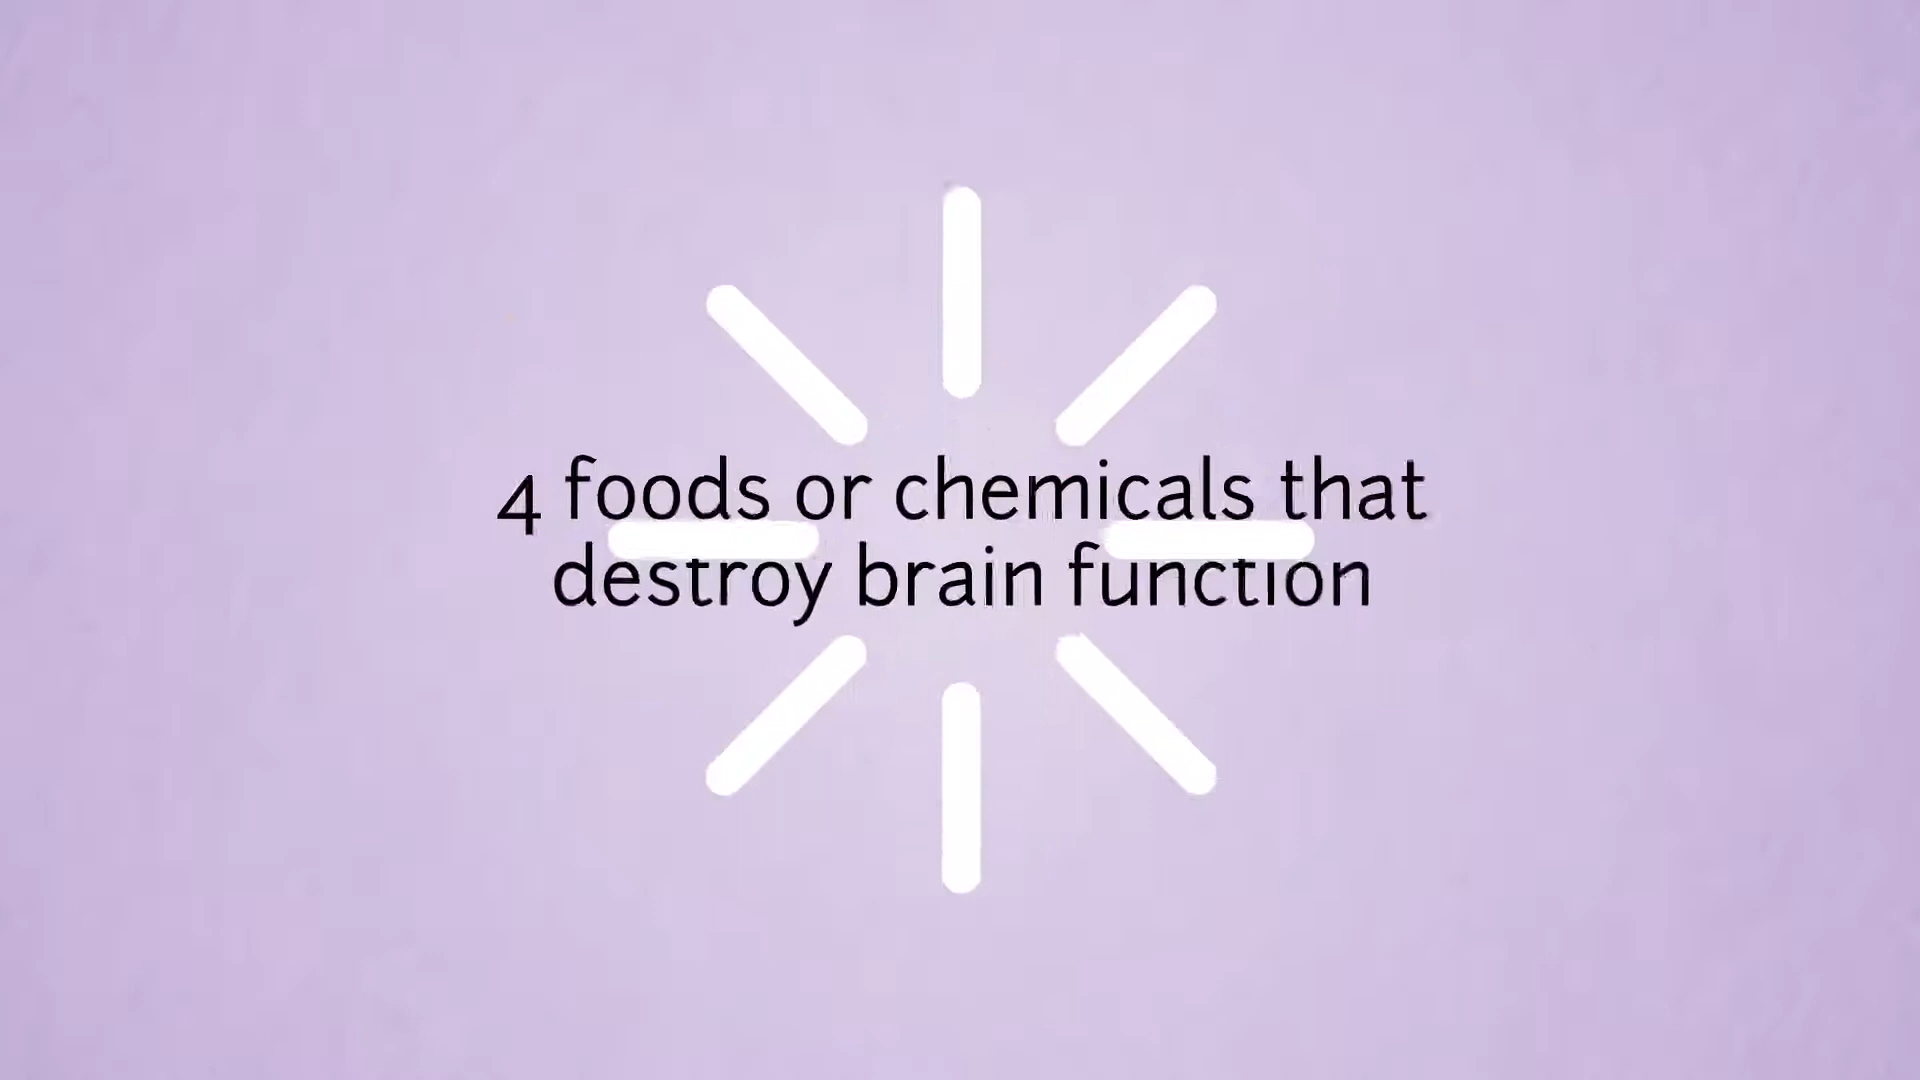 4 foods or chemicals that
destroy brain function